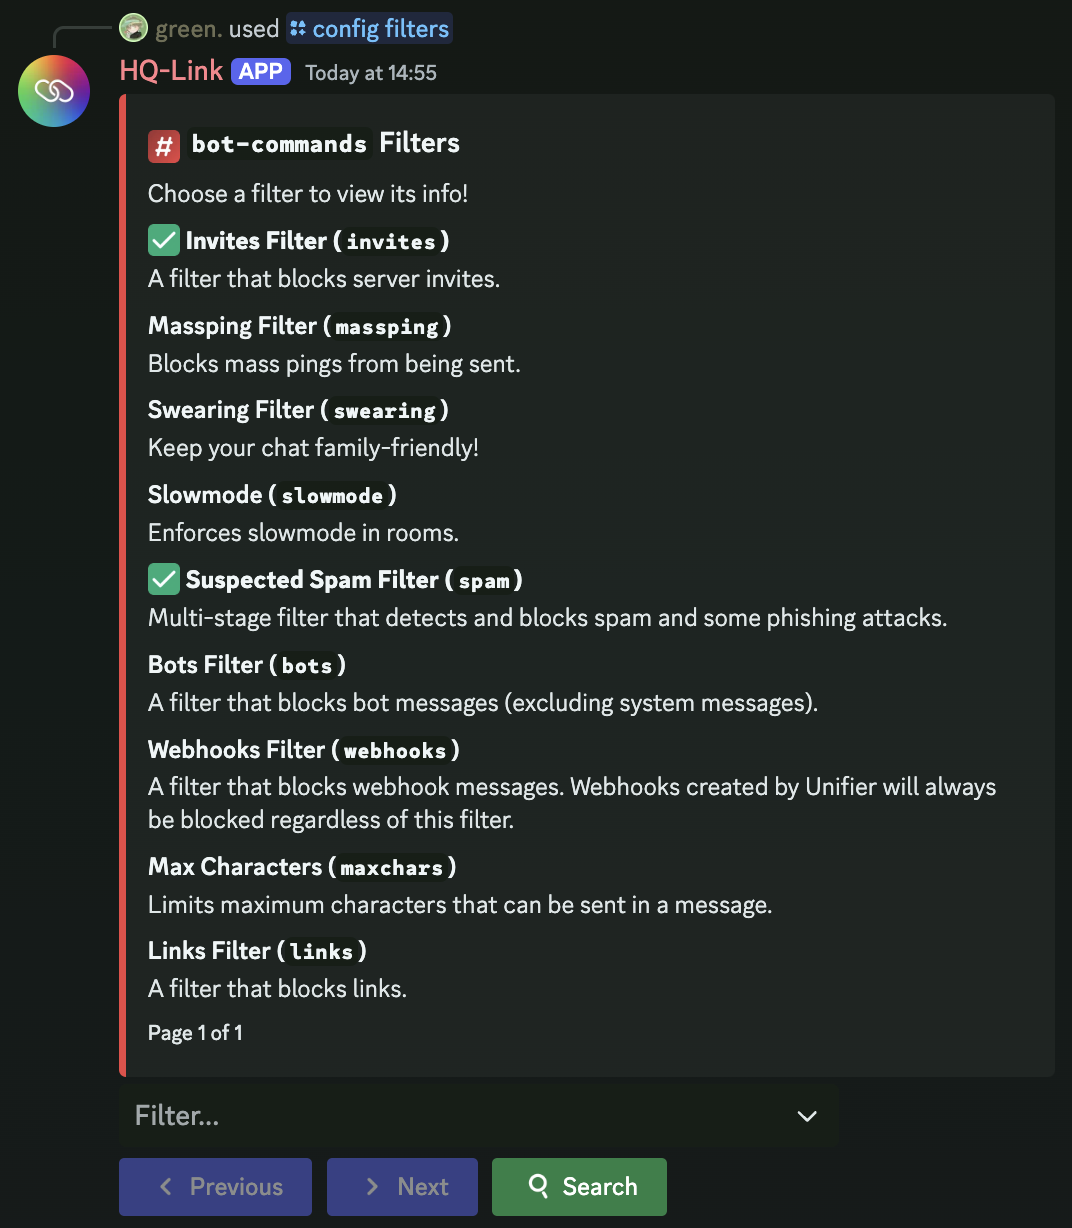 green. used config filters
HQ-Link APP Today at 14:55
# bot-commands Filters
Choose a filter to view its info!
Invites Filter (invites)
A filter that blocks server invites.
Massping Filter (massping)
Blocks mass pings from being sent.
Swearing Filter (swearing)
Keep your chat family-friendly!
Slowmode (slowmode)
Enforces slowmode in rooms.
Suspected Spam Filter (spam)
Multi-stage filter that detects and blocks spam and some phishing attacks.
Bots Filter (bots)
A filter that blocks bot messages (excluding system messages).
Webhooks Filter (webhooks)
A filter that blocks webhook messages. Webhooks created by Unifier will always
be blocked regardless of this filter.
Max Characters (maxchars)
Limits maximum characters that can be sent in a message.
Links Filter (links)
A filter that blocks links.
Page 1 of 1
Filter...
Previous Next Search